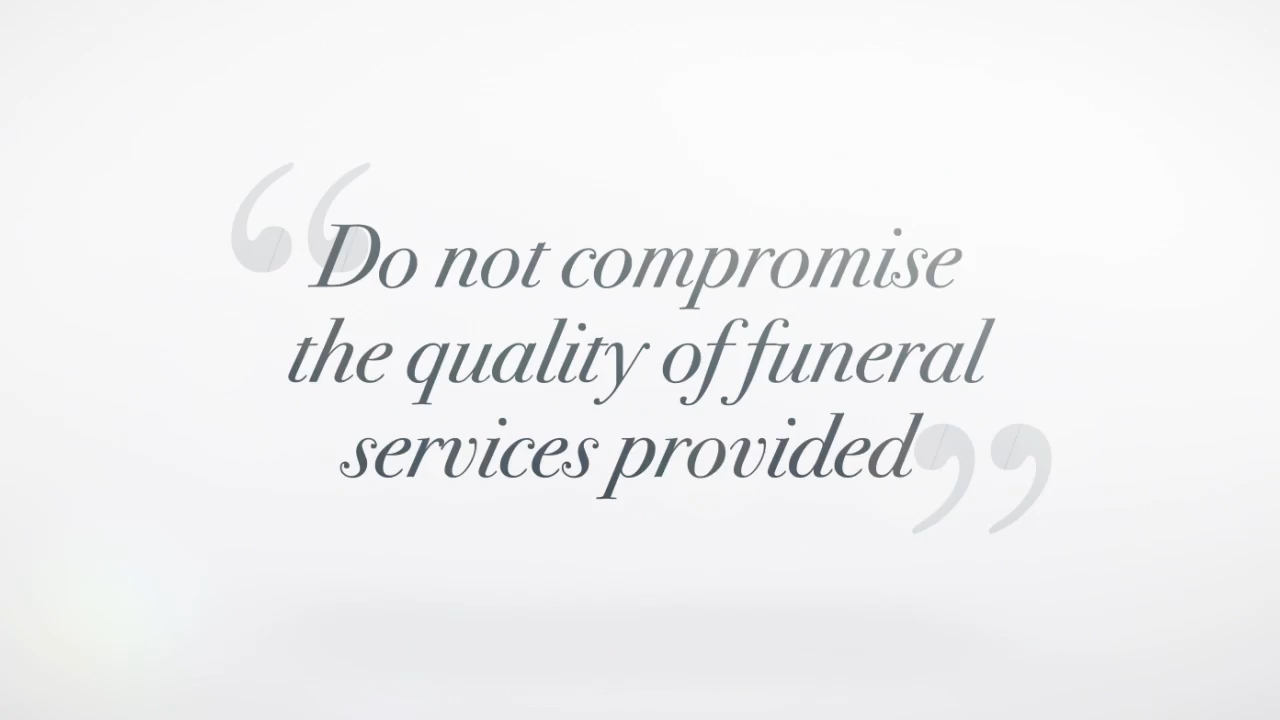 “Do not compromise
the quality of funeral
services provided”